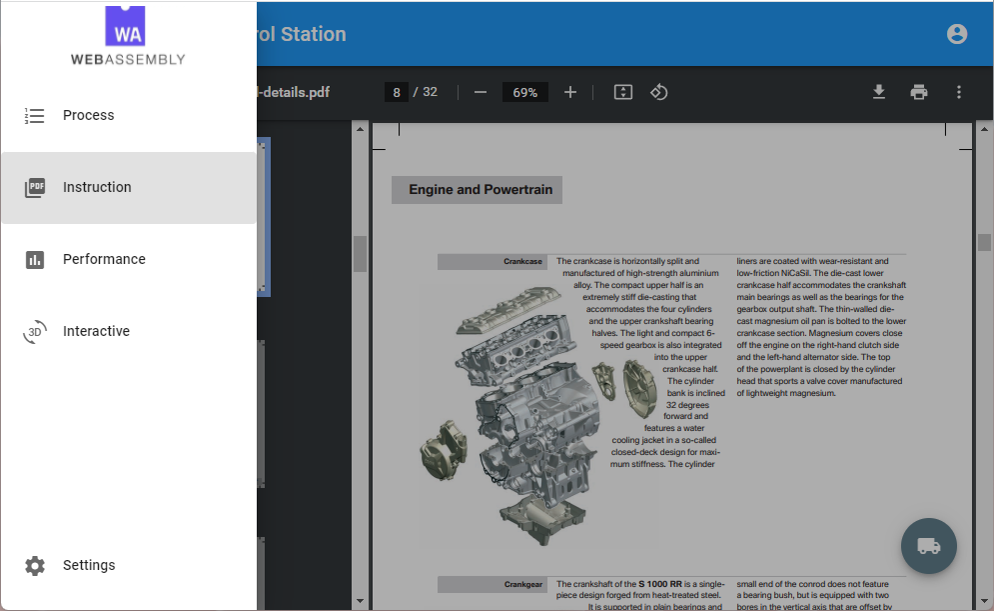 WA
WEBASSEMBLY
Process
Instruction
Performance
Interactive
Settings
PDF
3D
rol Station
l-details.pdf
8 / 32
69%
Engine and Powertrain
Crankcase
The crankcase is horizontally split and
manufactured of high-strength aluminium
alloy. The compact upper half is an
extremely stiff die-casting that
accommodates the four cylinders
and the upper crankshaft bearing
halves. The light and compact 6-
speed gearbox is also integrated
into the upper
crankcase half.
The cylinder
bank is inclined
32 degrees
forward and
features a water
cooling jacket in a so-called
closed-deck design for maxi-
mum stiffness. The cylinder
liners are coated with wear-resistant and
low-friction NiCaSil. The die-cast lower
crankcase half accommodates the crankshaft
main bearings as well as the bearings for the
gearbox output shaft. The thin-walled die-
cast magnesium oil pan is bolted to the lower
crankcase section. Magnesium covers close
off the engine on the right-hand clutch side
and the left-hand alternator side. The top
of the powerplant is closed by the cylinder
head that sports a valve cover manufactured
of lightweight magnesium.
Crankgear
The crankshaft of the S 1000 RR is a single-
piece design forged from heat-treated steel.
It is supported in plain bearings and
small end of the conrod does not feature
a bearing bush, but is equipped with two
bores in the vertical axis that are offset by